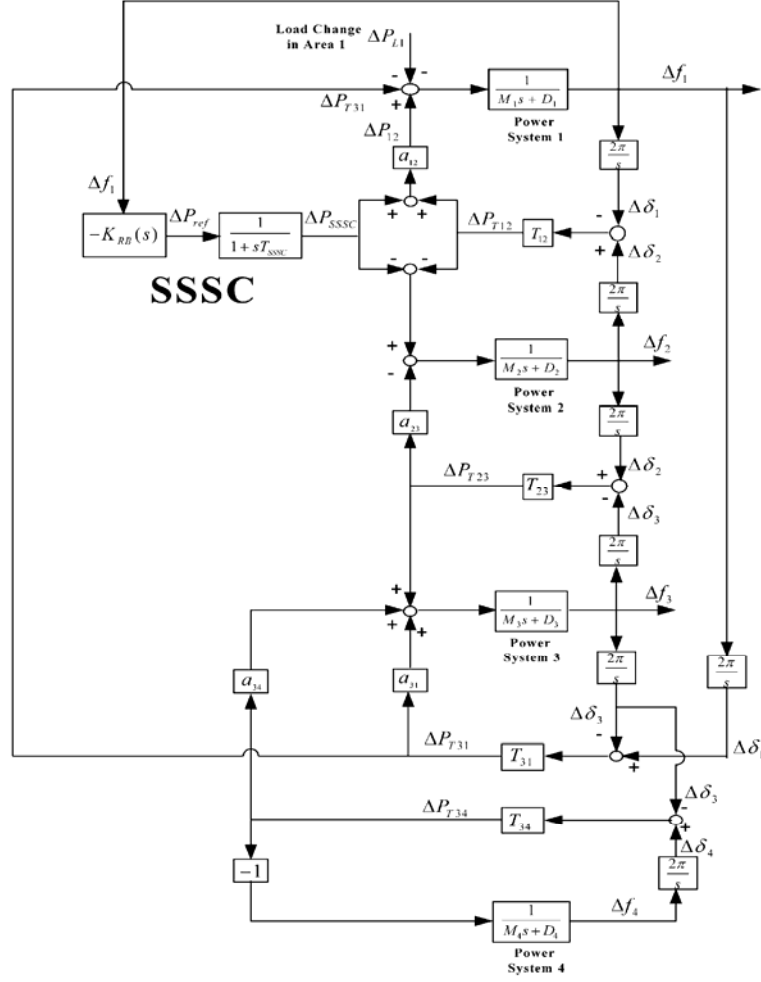 Load Change
in Area 1
ΔP_{L1}
- -
+
ΔP_{T31}
ΔP_{12}
1
M_1 s + D_1
Power
System 1
Δf_1
a_{12}
2π
s
Δf_1
-K_{RB}(s)
ΔP_{ref}
1
1 + sT_{SSSC}
ΔP_{SSSC}
+ +
ΔP_{T12}
T_{12}
-
Δδ_1
+
Δδ_2
SSSC
- -
2π
s
+
-
1
M_2 s + D_2
Power
System 2
Δf_2
a_{23}
2π
s
ΔP_{T23}
T_{23}
+
Δδ_2
-
Δδ_3
2π
s
+
+ +
1
M_3 s + D_3
Power
System 3
Δf_3
a_{34}
a_{31}
2π
s
2π
s
ΔP_{T31}
T_{31}
Δδ_3
-
+
Δδ
ΔP_{T34}
T_{34}
Δδ_3
-
+
Δδ_4
-1
2π
s
1
M_4 s + D_4
Δf_4
Power
System 4